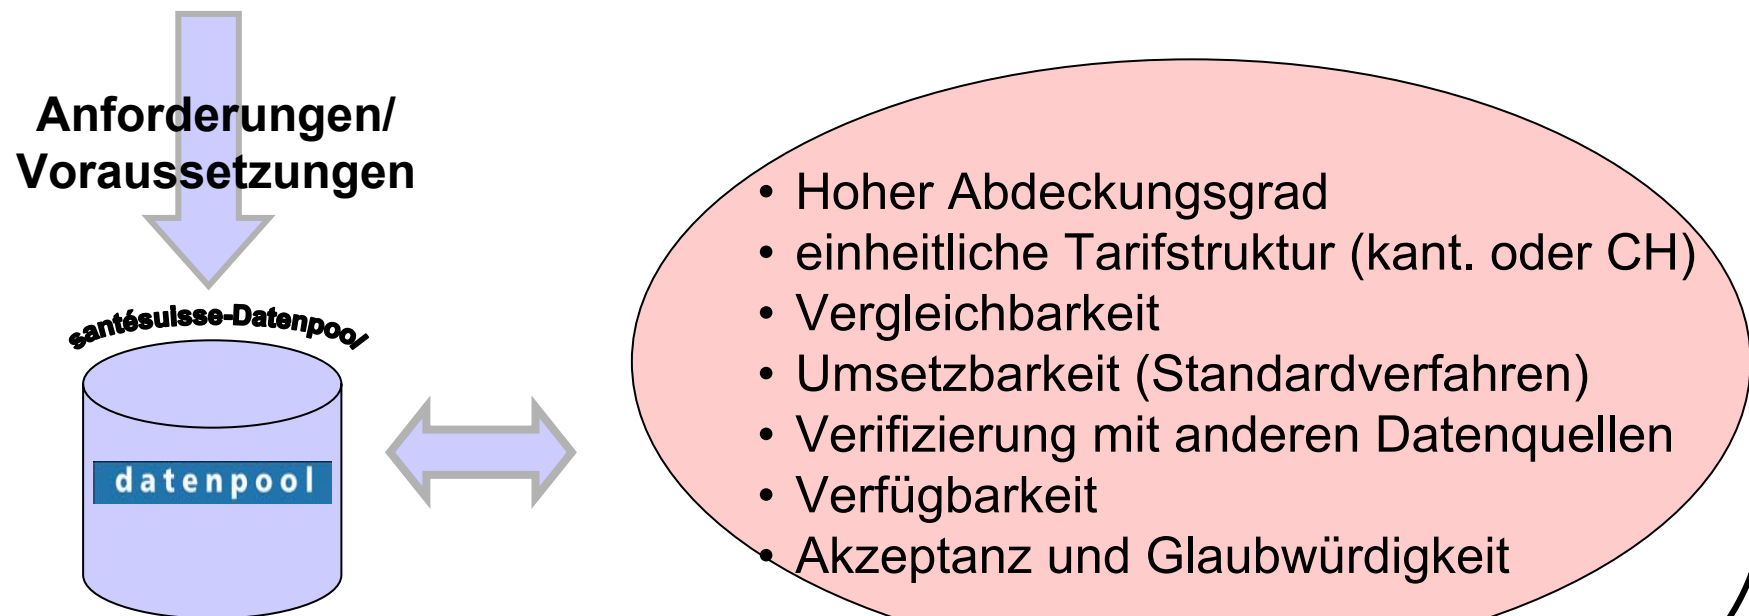 Anforderungen/
Voraussetzungen
santésuisse-Datenpool
datenpool
• Hoher Abdeckungsgrad
• einheitliche Tarifstruktur (kant. oder CH)
• Vergleichbarkeit
• Umsetzbarkeit (Standardverfahren)
• Verifizierung mit anderen Datenquellen
• Verfügbarkeit
• Akzeptanz und Glaubwürdigkeit